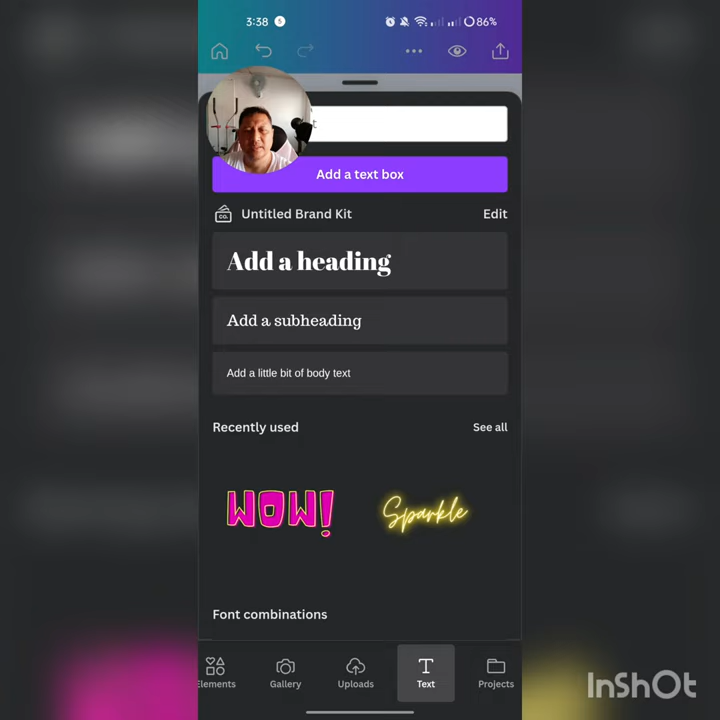 3:38
S
86%
Add a text box
CO.
Untitled Brand Kit
Edit
Add a heading
Add a subheading
Add a little bit of body text
Recently used
See all
WOW!
Sparkle
Font combinations
Elements
Gallery
Uploads
T
Text
Projects
InShOt